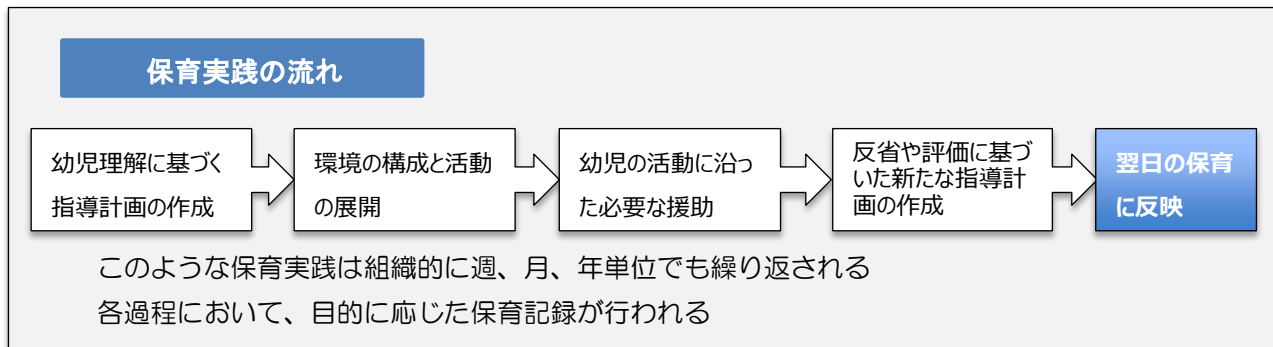 保育実践の流れ
幼児理解に基づく
指導計画の作成
環境の構成と活動
の展開
幼児の活動に沿っ
た必要な援助
反省や評価に基づ
いた新たな指導計
画の作成
翌日の保育
に反映
このような保育実践は組織的に週、月、年単位でも繰り返される
各過程において、目的に応じた保育記録が行われる